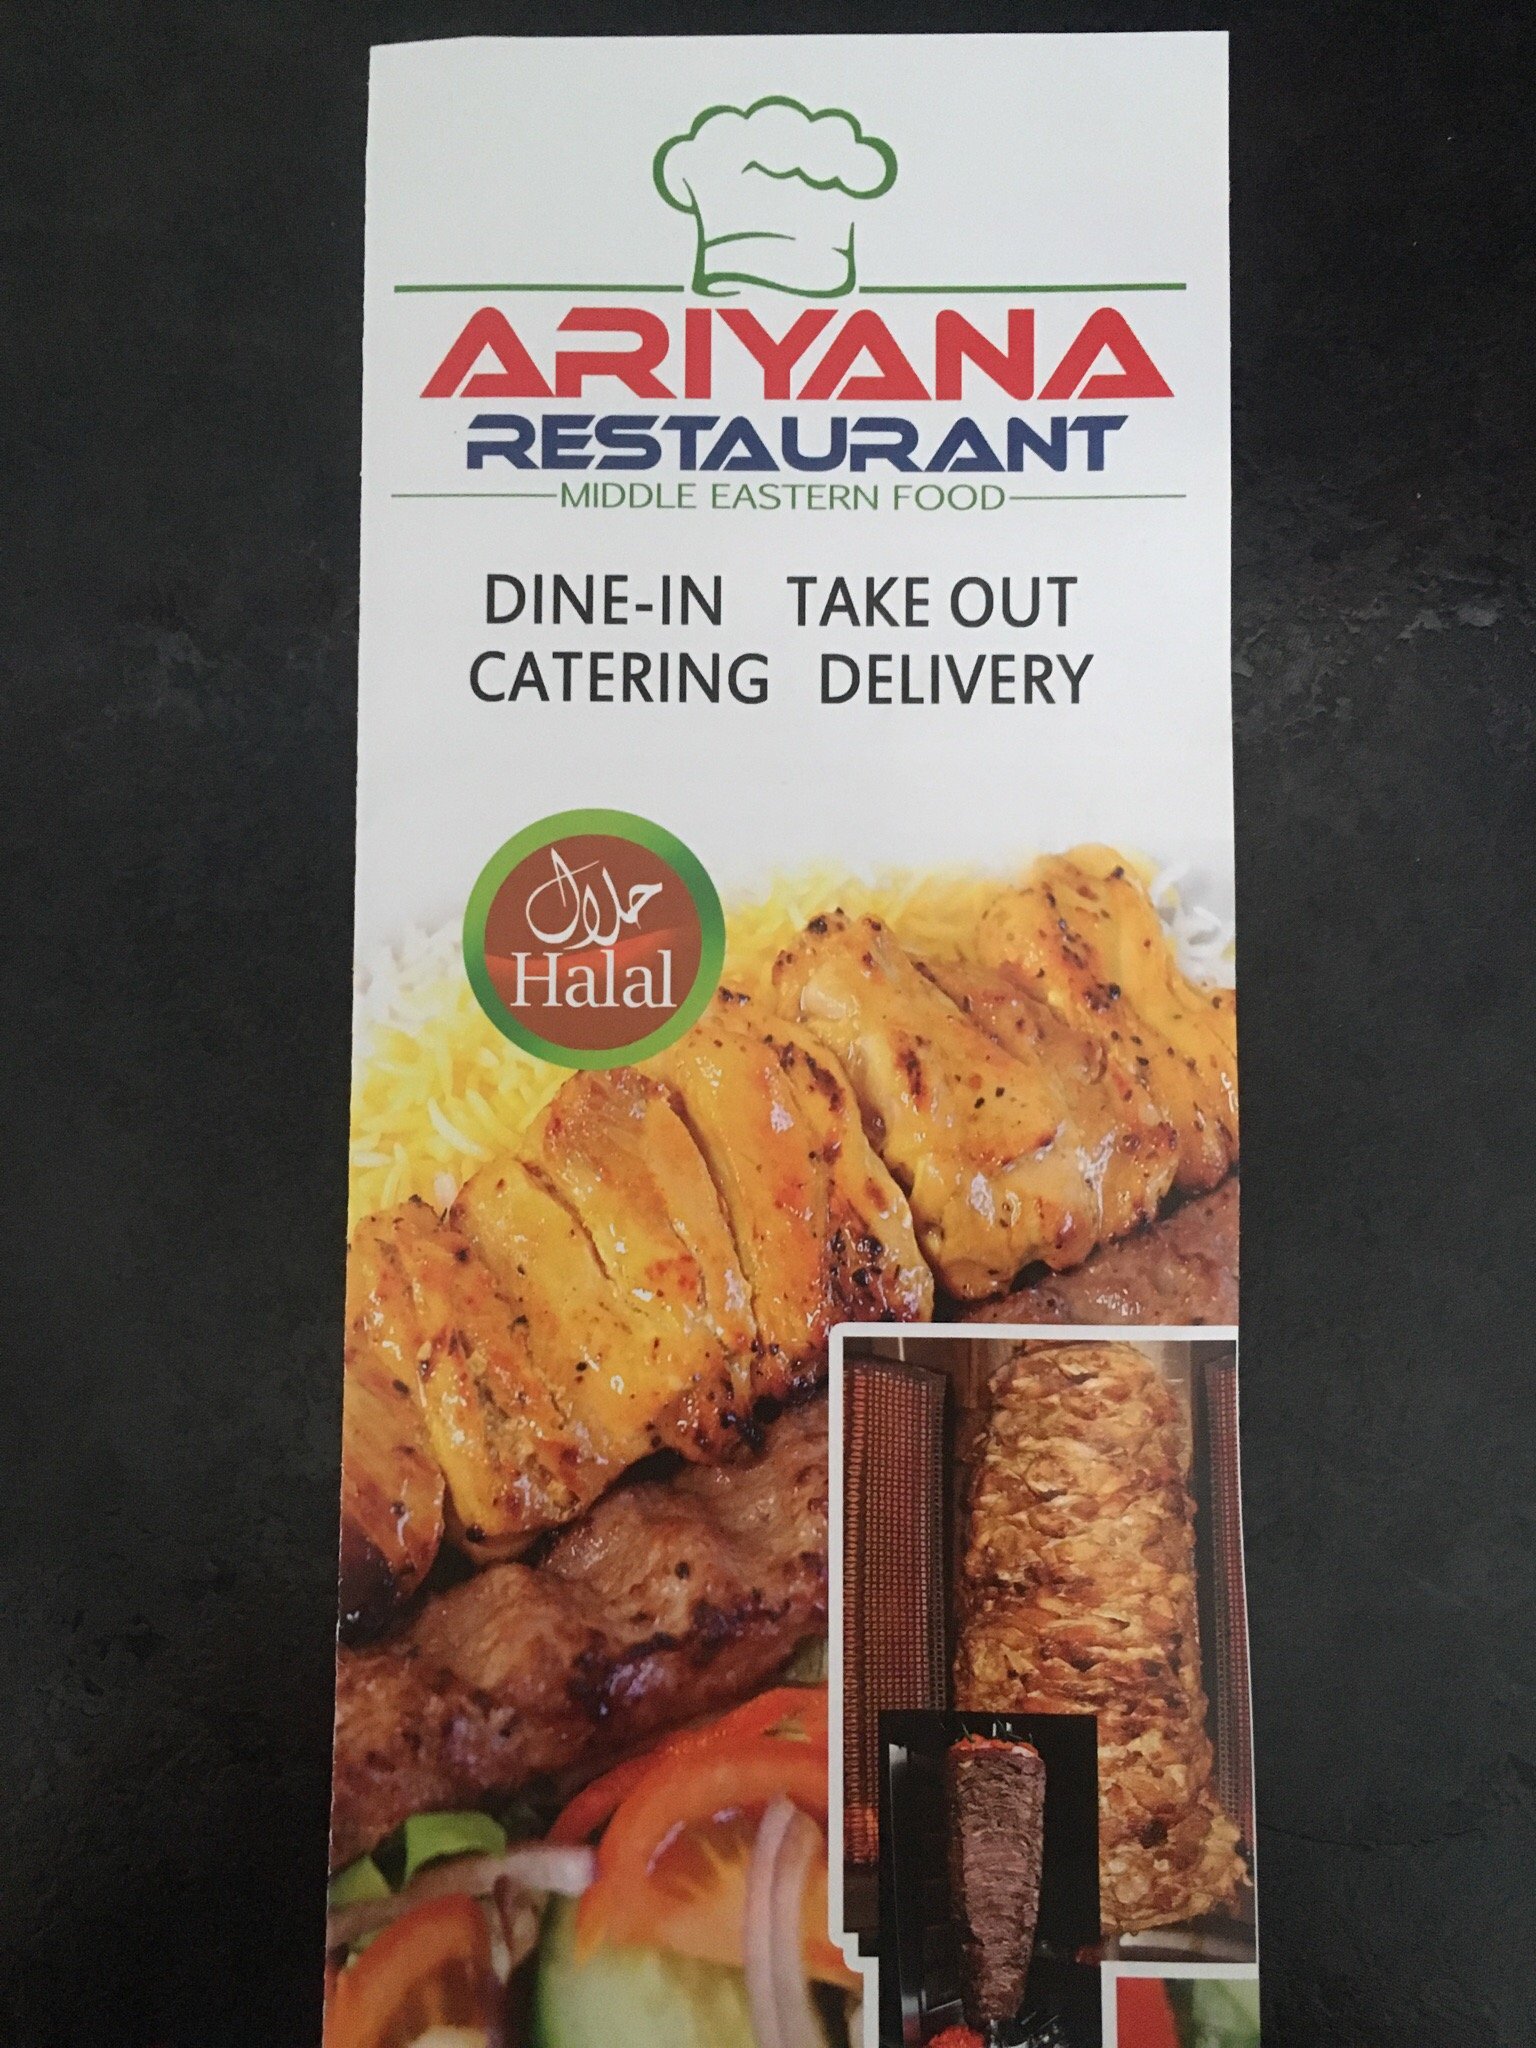 ARIYANA
RESTAURANT
MIDDLE EASTERN FOOD
DINE-IN TAKE OUT
CATERING DELIVERY
حلال
Halal